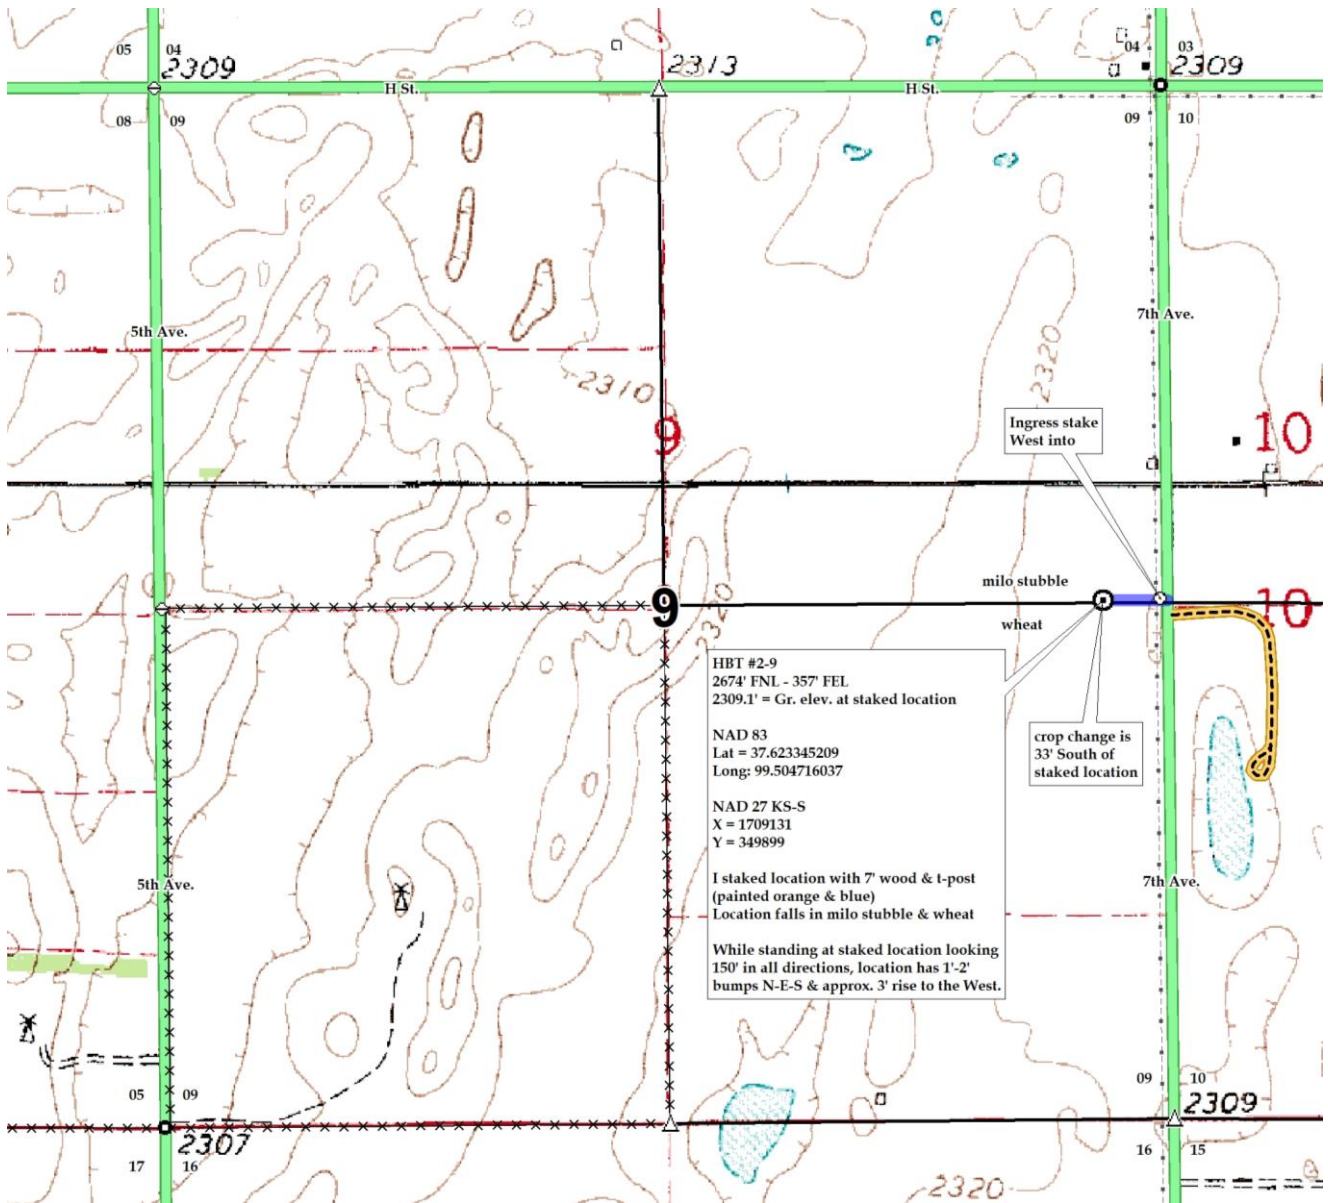 05 04
2309
2313
04 03
2309
H St.
H St.
08 09
09 10
5th Ave.
7th Ave.
2310
2320
Ingress stake
West into
9
10
milo stubble
9
10
wheat
2320
HBT #2-9
2674' FNL - 357' FEL
2309.1' = Gr. elev. at staked location
NAD 83
Lat = 37.623345209
Long: 99.504716037
NAD 27 KS-S
X = 1709131
Y = 349899
I staked location with 7' wood & t-post
(painted orange & blue)
Location falls in milo stubble & wheat
While standing at staked location looking
150' in all directions, location has 1'-2'
bumps N-E-S & approx. 3' rise to the West.
crop change is
33' South of
staked location
5th Ave.
7th Ave.
05 09
09 10
2309
2307
17 16
16 15
2320